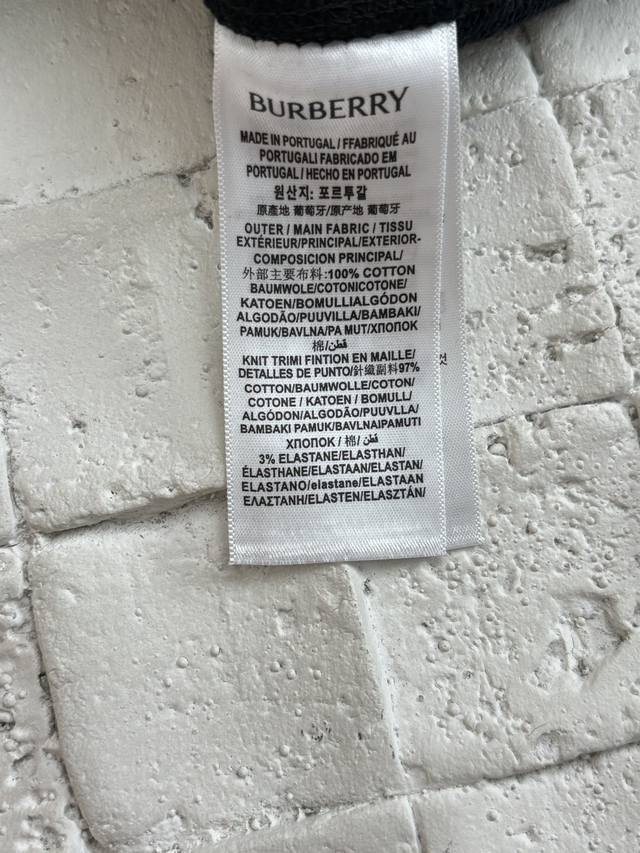 BURBERRY
MADE IN PORTUGAL / FFABRIQUÉ AU
PORTUGALI FABRICADO EM
PORTUGAL / HECHO EN PORTUGAL
원산지: 포르투갈
原產地 葡萄牙/原产地 葡萄牙
OUTER / MAIN FABRIC / TISSU
EXTÉRIEUR/PRINCIPAL/EXTERIOR-
COMPOSICION PRINCIPAL/
外部主要布料:100% COTTON
BAUMWOLE/COTONICOTONE/
KATOEN/BOMULLIALGÓDON
ALGODÃO/PUUVILLA/BAMBAKI/
PAMUK/BAVLNA/PA MUT/ХПОПОК
棉/قطن/
KNIT TRIMI FINTION EN MAILLE/
DETALLES DE PUNTO/針織副料97%
COTTON/BAUMWOLLE/COTON/
COTONE / KATOEN / BOMULL/
ALGÓDON/ALGODÃO/PUUVLLA/
BAMBAKI PAMUK/BAVLNAIPAMUTI
ХПОПОК / 棉/ قطن/
3% ELASTANE/ELASTHAN/
ÉLASTHANE/ELASTAAN/ELASTAN/
ELASTANO/elastane/ELASTAAN
ΕΛΑΣΤΑΝΗ/ELASTEN/ELASZTÁN/